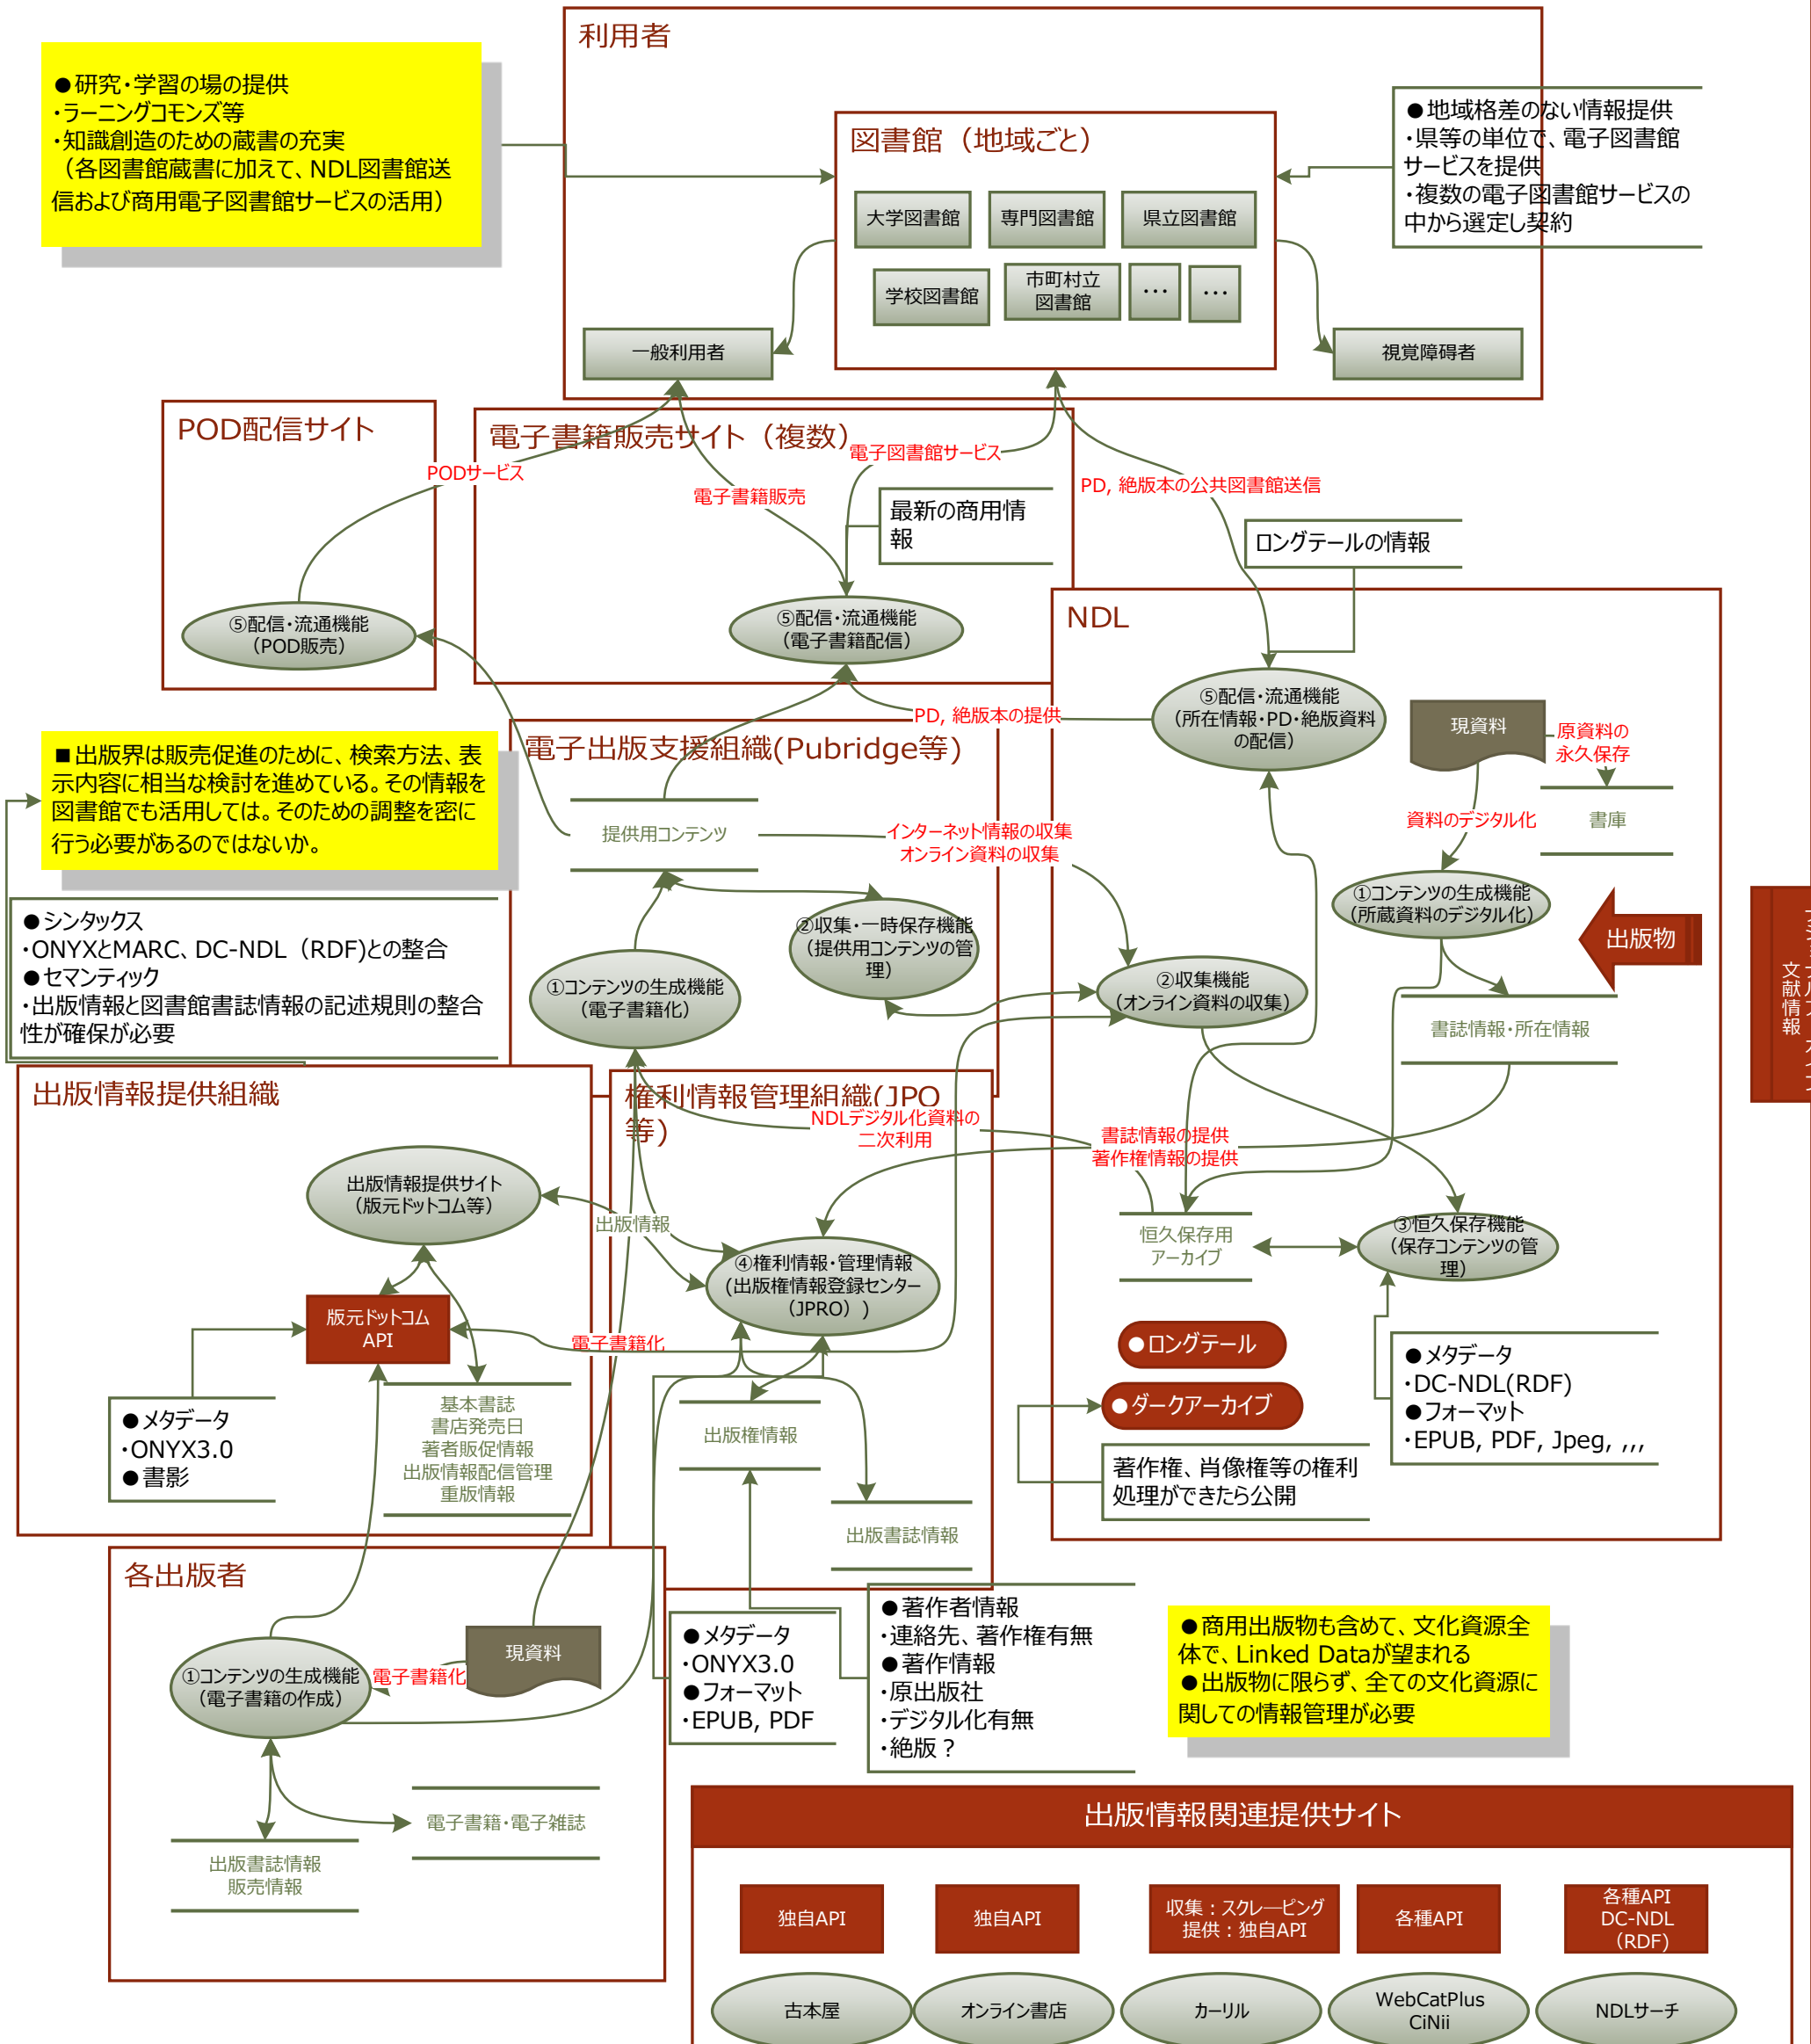 利用者
●研究・学習の場の提供
・ラーニングコモンズ等
・知識創造のための蔵書の充実
（各図書館蔵書に加えて、NDL図書館送
信および商用電子図書館サービスの活用）
●地域格差のない情報提供
・県等の単位で、電子図書館
サービスを提供
・複数の電子図書館サービスの
中から選定し契約
図書館（地域ごと）
大学図書館
専門図書館
県立図書館
学校図書館
市町村立
図書館
…
…
一般利用者
視覚障碍者
POD配信サイト
電子書籍販売サイト（複数）
電子図書館サービス
PODサービス
電子書籍販売
PD, 絶版本の公共図書館送信
最新の商用情
報
ロングテールの情報
⑤配信・流通機能
（POD販売）
⑤配信・流通機能
（電子書籍配信）
NDL
⑤配信・流通機能
（所在情報・PD・絶版資料
の配信）
現資料
原資料の
永久保存
PD, 絶版本の提供
電子出版支援組織(Pubridge等)
■出版界は販売促進のために、検索方法、表
示内容に相当な検討を進めている。その情報を
図書館でも活用しては。そのための調整を密に
行う必要があるのではないか。
提供用コンテンツ
インターネット情報の収集
オンライン資料の収集
資料のデジタル化
書庫
①コンテンツの生成機能
（所蔵資料のデジタル化）
出版物
文献情報
●シンタックス
・ONYXとMARC、DC-NDL（RDF)との整合
●セマンティック
・出版情報と図書館書誌情報の記述規則の整合
性が確保が必要
②収集・一時保存機能
（提供用コンテンツの管
理）
①コンテンツの生成機能
（電子書籍化）
②収集機能
（オンライン資料の収集）
書誌情報・所在情報
出版情報提供組織
権利情報管理組織(JPO
等)
NDLデジタル化資料の
二次利用
書誌情報の提供
著作権情報の提供
出版情報提供サイト
（版元ドットコム等）
出版情報
恒久保存用
アーカイブ
③恒久保存機能
（保存コンテンツの管
理）
④権利情報・管理情報
(出版権情報登録センター
（JPRO）)
版元ドットコム
API
電子書籍化
●ロングテール
●ダークアーカイブ
●メタデータ
・DC-NDL(RDF)
●フォーマット
・EPUB, PDF, Jpeg, ,,,
●メタデータ
・ONYX3.0
●書影
基本書誌
書店発売日
著者販促情報
出版情報配信管理
重版情報
出版権情報
著作権、肖像権等の権利
処理ができたら公開
出版書誌情報
各出版者
①コンテンツの生成機能
（電子書籍の作成）
電子書籍化
現資料
●メタデータ
・ONYX3.0
●フォーマット
・EPUB, PDF
●著作者情報
・連絡先、著作権有無
●著作情報
・原出版社
・デジタル化有無
・絶版？
●商用出版物も含めて、文化資源全
体で、Linked Dataが望まれる
●出版物に限らず、全ての文化資源に
関しての情報管理が必要
電子書籍・電子雑誌
出版書誌情報
販売情報
出版情報関連提供サイト
独自API
独自API
収集：スクレーピング
提供：独自API
各種API
各種API
DC-NDL
（RDF)
古本屋
オンライン書店
カーリル
WebCatPlus
CiNii
NDLサーチ